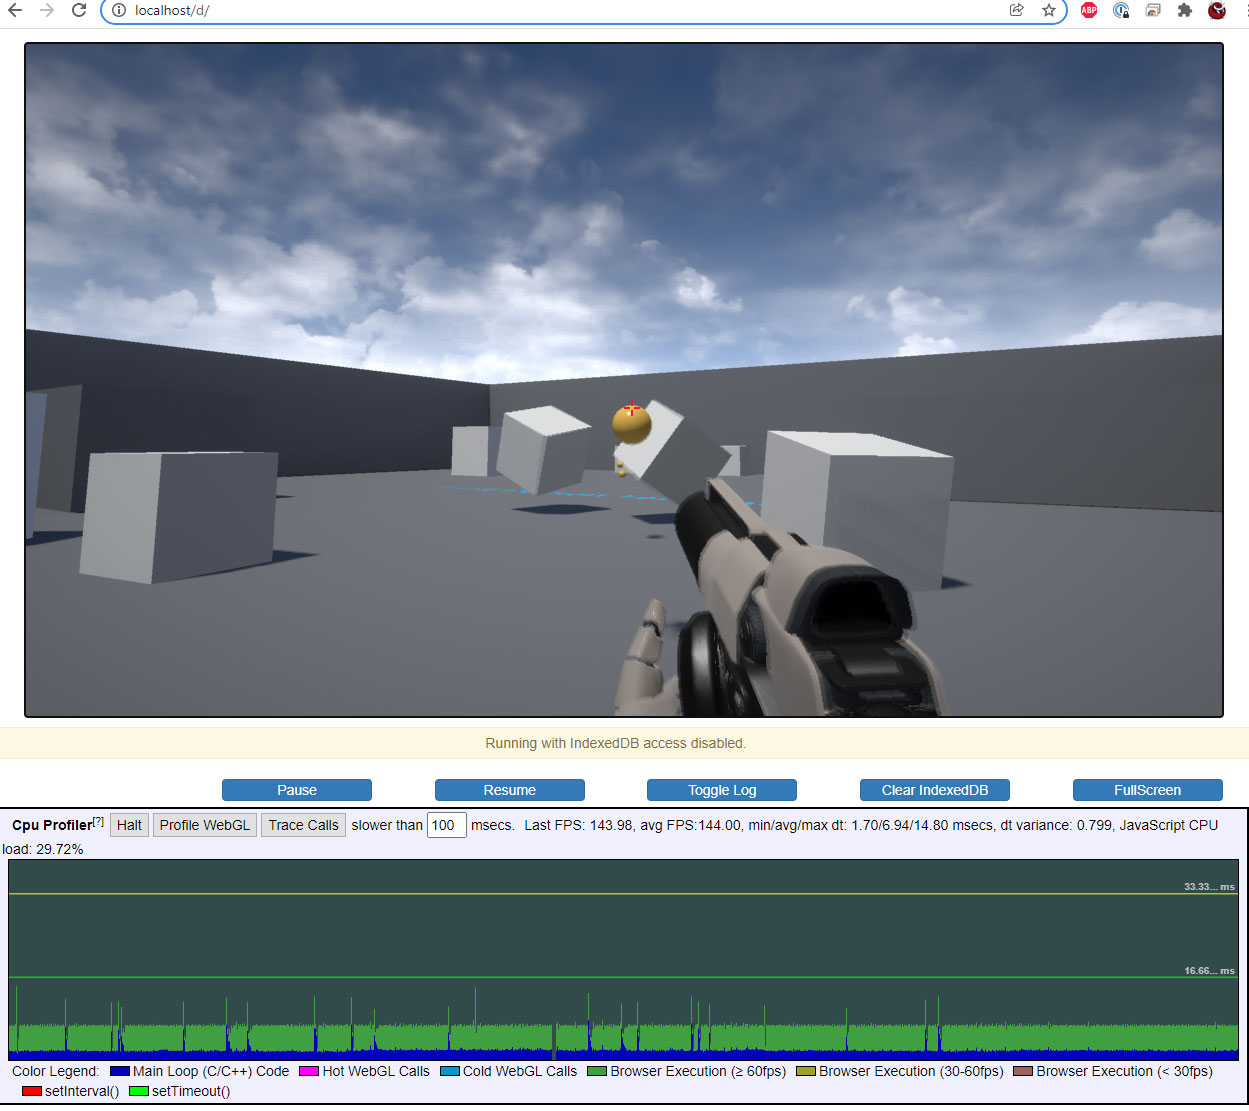 localhost/d/
ABP
Running with IndexedDB access disabled.
Pause Resume Toggle Log Clear IndexedDB FullScreen
Cpu Profiler[?] Halt Profile WebGL Trace Calls slower than 100 msecs. Last FPS: 143.98, avg FPS:144.00, min/avg/max dt: 1.70/6.94/14.80 msecs, dt variance: 0.799, JavaScript CPU
load: 29.72%
33.33... ms
16.66... ms
Color Legend: Main Loop (C/C++) Code Hot WebGL Calls Cold WebGL Calls Browser Execution (≥ 60fps) Browser Execution (30-60fps) Browser Execution (< 30fps)
setInterval() setTimeout()